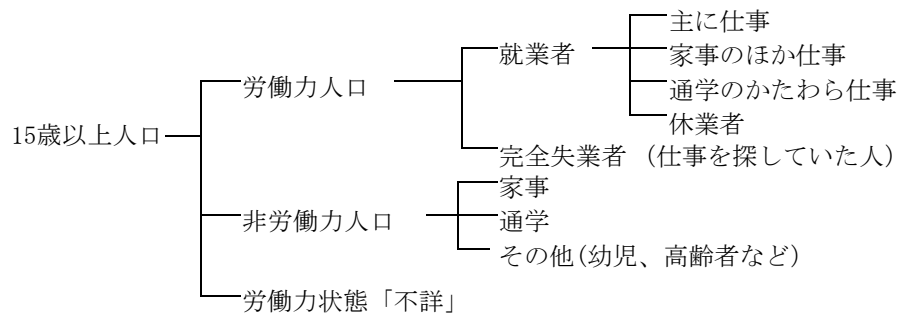 15歳以上人口
労働力人口
就業者
主に仕事
家事のほか仕事
通学のかたわら仕事
休業者
完全失業者 (仕事を探していた人)
非労働力人口
家事
通学
その他(幼児、高齢者など)
労働力状態「不詳」